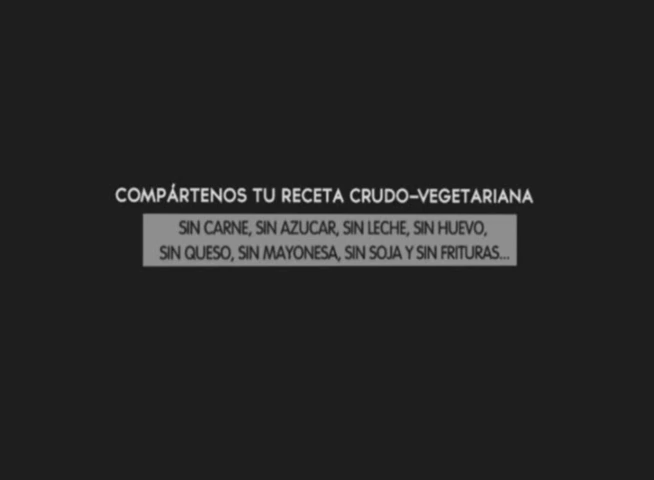 COMPÁRTENOS TU RECETA CRUDO-VEGETARIANA
SIN CARNE, SIN AZUCAR, SIN LECHE, SIN HUEVO,
SIN QUESO, SIN MAYONESA, SIN SOJA Y SIN FRITURAS...